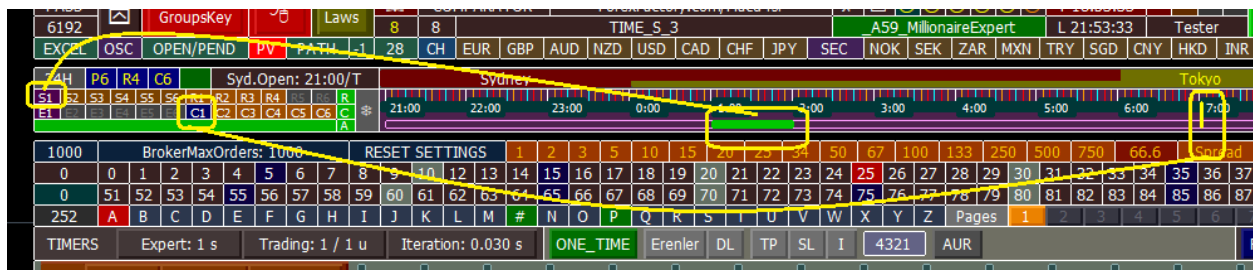 GroupsKey Laws 8
6192 8 TIME_S_3 _A59_MillionaireExpert L 21:53:33 Tester
EXCEL OSC OPEN/PEND PV PATH -1 28 CH EUR GBP AUD NZD USD CAD CHF JPY SEC NOK SEK ZAR MXN TRY SGD CNY HKD INR
4H P6 R4 C6 Syd.Open: 21:00/T Sydney Tokyo
S1 S2 S3 S4 S5 S6 R1 R2 R3 R4 R5 R6 R
E1 E2 E3 E4 E5 C1 C2 C3 C4 C5 C6 C 21:00 22:00 23:00 0:00 1:00 2:00 3:00 4:00 5:00 6:00 7:00
A
1000 BrokerMaxOrders: 1000 RESET SETTINGS 1 2 3 5 10 15 20 25 34 50 67 100 133 250 500 750 66.6 Spread
0 0 1 2 3 4 5 6 7 8 9 10 11 12 13 14 15 16 17 18 19 20 21 22 23 24 25 26 27 28 29 30 31 32 33 34 35 36 37
0 51 52 53 54 55 56 57 58 59 60 61 62 63 64 65 66 67 68 69 70 71 72 73 74 75 76 77 78 79 80 81 82 83 84 85 86 87
252 A B C D E F G H I J K L M # N O P Q R S T U V W X Y Z Pages 1 2 3 4 5 6
TIMERS Expert: 1 s Trading: 1 / 1 u Iteration: 0.030 s ONE_TIME Erenler DL TP SL I 4321 AUR